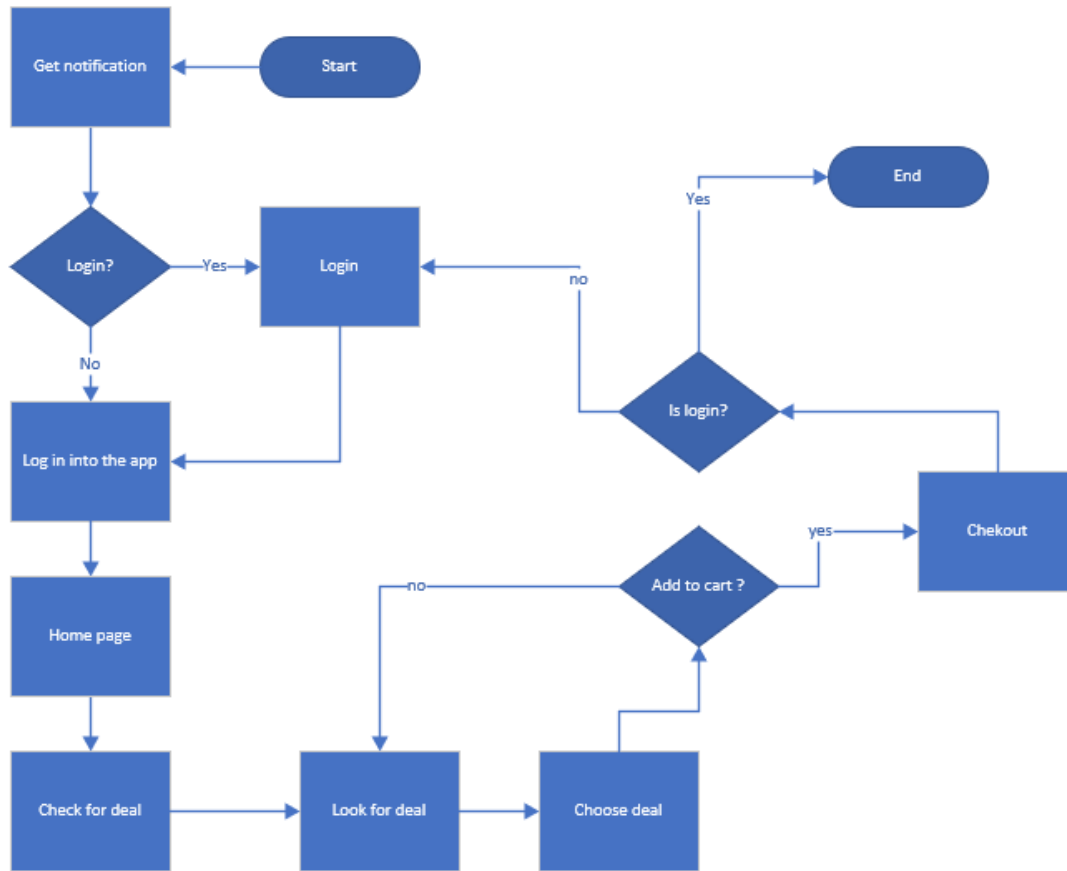 Get notification
Start
End
Yes
Login?
Yes
Login
no
No
Is login?
Log in into the app
yes
Chekout
no
Add to cart ?
Home page
Check for deal
Look for deal
Choose deal